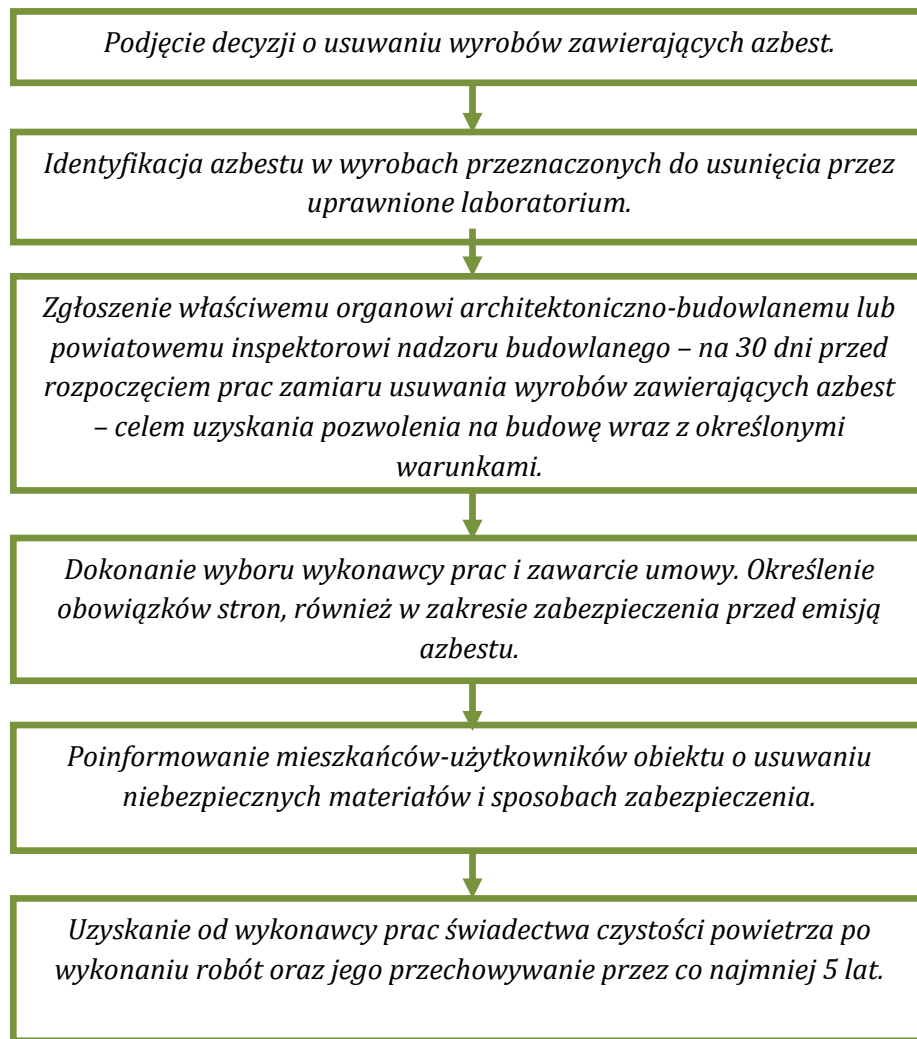 Podjęcie decyzji o usuwaniu wyrobów zawierających azbest.
Identyfikacja azbestu w wyrobach przeznaczonych do usunięcia przez
uprawnione laboratorium.
Zgłoszenie właściwemu organowi architektoniczno-budowlanemu lub
powiatowemu inspektorowi nadzoru budowlanego – na 30 dni przed
rozpoczęciem prac zamiaru usuwania wyrobów zawierających azbest
– celem uzyskania pozwolenia na budowę wraz z określonymi
warunkami.
Dokonanie wyboru wykonawcy prac i zawarcie umowy. Określenie
obowiązków stron, również w zakresie zabezpieczenia przed emisją
azbestu.
Poinformowanie mieszkańców-użytkowników obiektu o usuwaniu
niebezpiecznych materiałów i sposobach zabezpieczenia.
Uzyskanie od wykonawcy prac świadectwa czystości powietrza po
wykonaniu robót oraz jego przechowywanie przez co najmniej 5 lat.